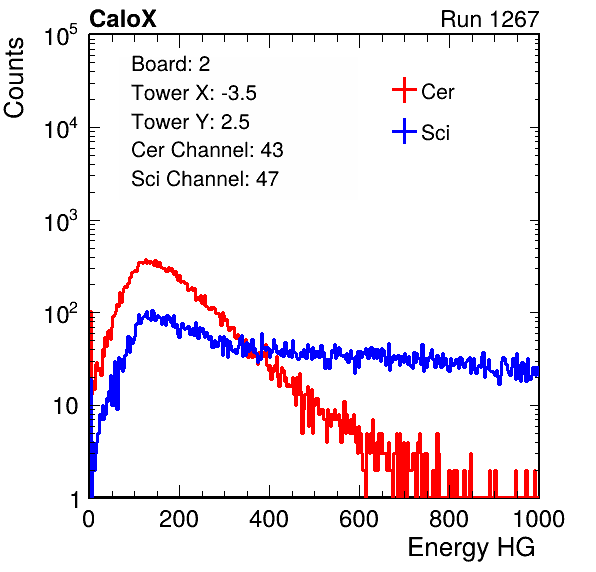 CaloX Run 1267
Counts
10^5
10^4
10^3
10^2
10
1
Board: 2
Tower X: -3.5
Tower Y: 2.5
Cer Channel: 43
Sci Channel: 47
Cer
Sci
0 200 400 600 800 1000
Energy HG